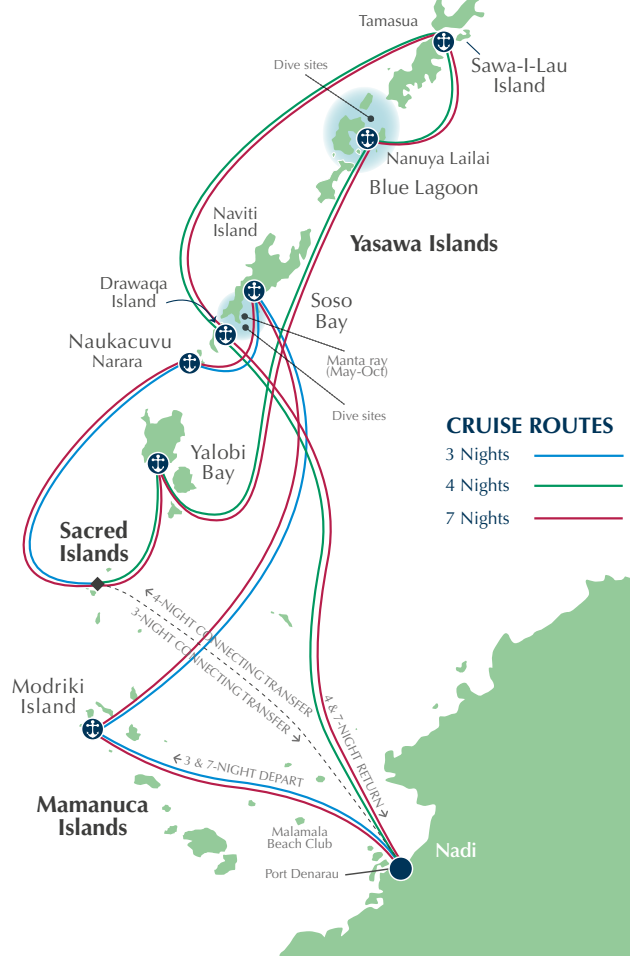 Tamasua
Sawa-I-Lau
Island
Dive sites
Nanuya Lailai
Blue Lagoon
Naviti
Island
Yasawa Islands
Drawaqa
Island
Soso
Bay
Naukacuvu
Narara
Manta ray
(May-Oct)
Dive sites
CRUISE ROUTES
3 Nights
4 Nights
7 Nights
Yalobi
Bay
Sacred
Islands
4-NIGHT CONNECTING TRANSFER
3-NIGHT CONNECTING TRANSFER
Modriki
Island
4 & 7-NIGHT RETURN
3 & 7-NIGHT DEPART
Mamanuca
Islands
Malamala
Beach Club
Nadi
Port Denarau